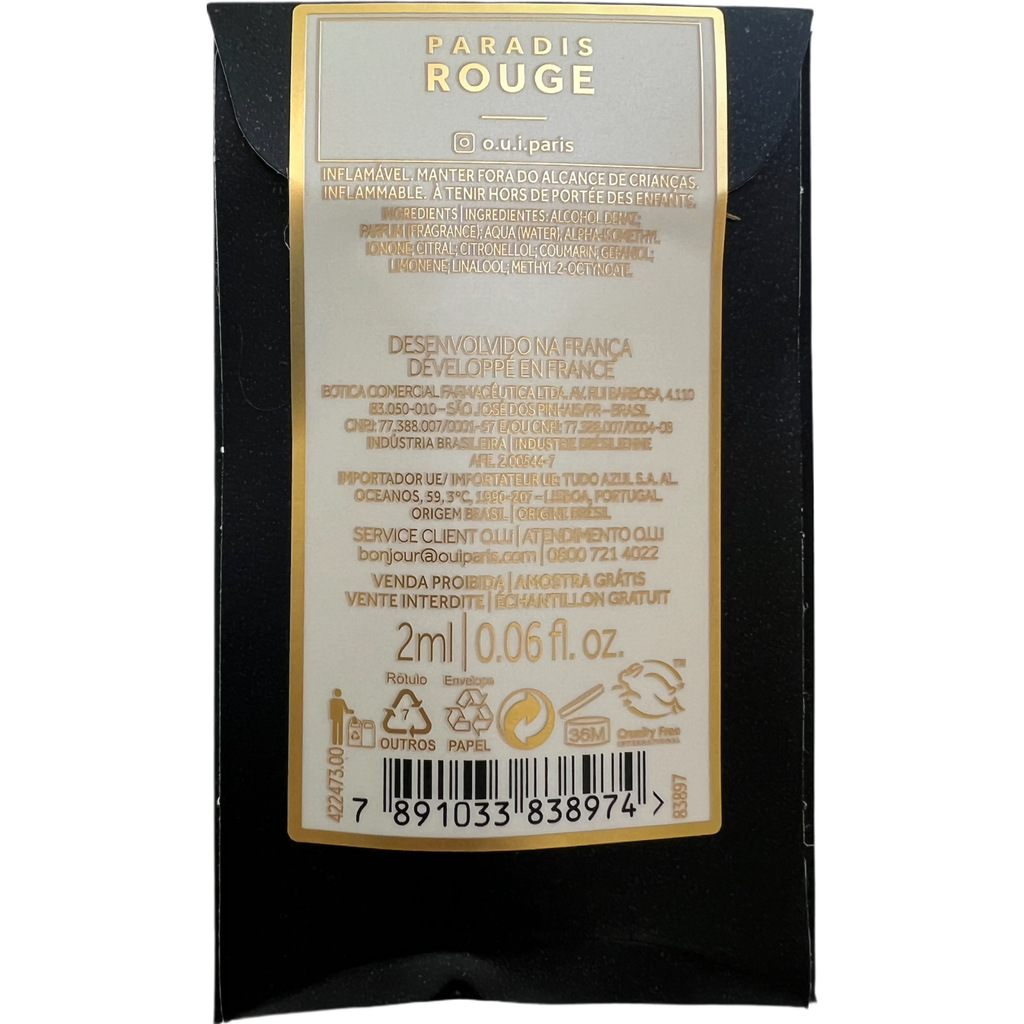 PARADIS
ROUGE
o.u.i.paris
INFLAMÁVEL. MANTER FORA DO ALCANCE DE CRIANÇAS.
INFLAMMABLE. À TENIR HORS DE PORTÉE DES ENFANTS.
INGREDIENTS | INGREDIENTES: ALCOHOL DENAT.;
PARFUM (FRAGRANCE); AQUA (WATER); ALPHA-ISOMETHYL
IONONE; CITRAL; CITRONELLOL; COUMARIN; GERANIOL;
LIMONENE; LINALOOL; METHYL 2-OCTYNOATE.
DESENVOLVIDO NA FRANÇA
DÉVELOPPÉ EN FRANCE
BOTICA COMERCIAL FARMACÊUTICA LTDA. AV. RUI BARBOSA, 4.110
83.050-010 – SÃO JOSÉ DOS PINHAIS/PR – BRASIL
CNPJ: 77.388.007/0001-57 E/OU CNPJ: 77.388.007/0004-08
INDÚSTRIA BRASILEIRA | INDUSTRIE BRÉSILIENNE
AFE. 2.00544-7
IMPORTADOR UE/ IMPORTATEUR UE: TUDO AZUL S.A. AL.
OCEANOS, 59, 3ºC, 1990-207 – LISBOA, PORTUGAL
ORIGEM BRASIL | ORIGINE BRÉSIL
SERVICE CLIENT O.U.I | ATENDIMENTO O.U.I
bonjour@ouiparis.com | 0800 721 4022
VENDA PROIBIDA | AMOSTRA GRÁTIS
VENTE INTERDITE | ÉCHANTILLON GRATUIT
2ml | 0.06 fl. oz.
Rótulo Envelope
7
TM
OUTROS PAPEL 36M Cruelty Free
INTERNATIONAL
422473.00
7 891033 838974 >
83897